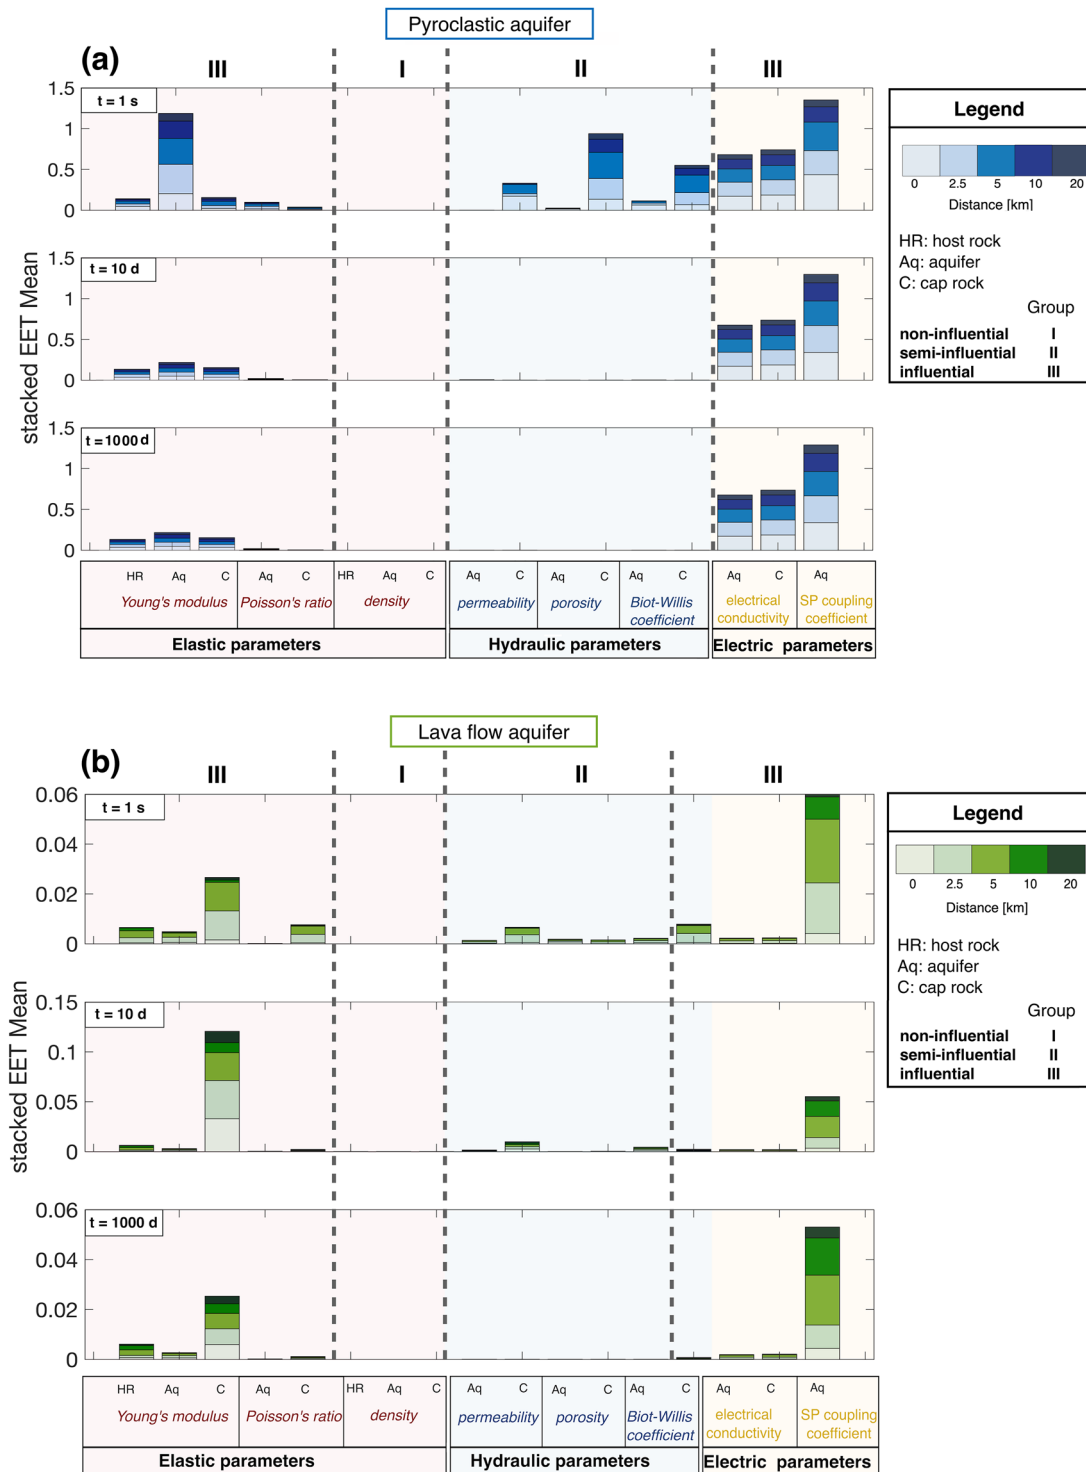 Pyroclastic aquifer
(a)
III I II III
t = 1 s
1.5
1
0.5
0
t = 10 d
1.5
1
0.5
0
t = 1000 d
1.5
1
0.5
0
stacked EET Mean
HR Aq C Aq C HR Aq C Aq C Aq C Aq C Aq C Aq
Young's modulus Poisson's ratio density permeability porosity Biot-Willis coefficient electrical conductivity SP coupling coefficient
Elastic parameters Hydraulic parameters Electric parameters
Legend
0 2.5 5 10 20
Distance [km]
HR: host rock
Aq: aquifer
C: cap rock
Group
non-influential I
semi-influential II
influential III
Lava flow aquifer
(b)
III I II III
t = 1 s
0.06
0.04
0.02
0
t = 10 d
0.15
0.1
0.05
0
t = 1000 d
0.06
0.04
0.02
0
stacked EET Mean
HR Aq C Aq C HR Aq C Aq C Aq C Aq C Aq C Aq
Young's modulus Poisson's ratio density permeability porosity Biot-Willis coefficient electrical conductivity SP coupling coefficient
Elastic parameters Hydraulic parameters Electric parameters
Legend
0 2.5 5 10 20
Distance [km]
HR: host rock
Aq: aquifer
C: cap rock
Group
non-influential I
semi-influential II
influential III